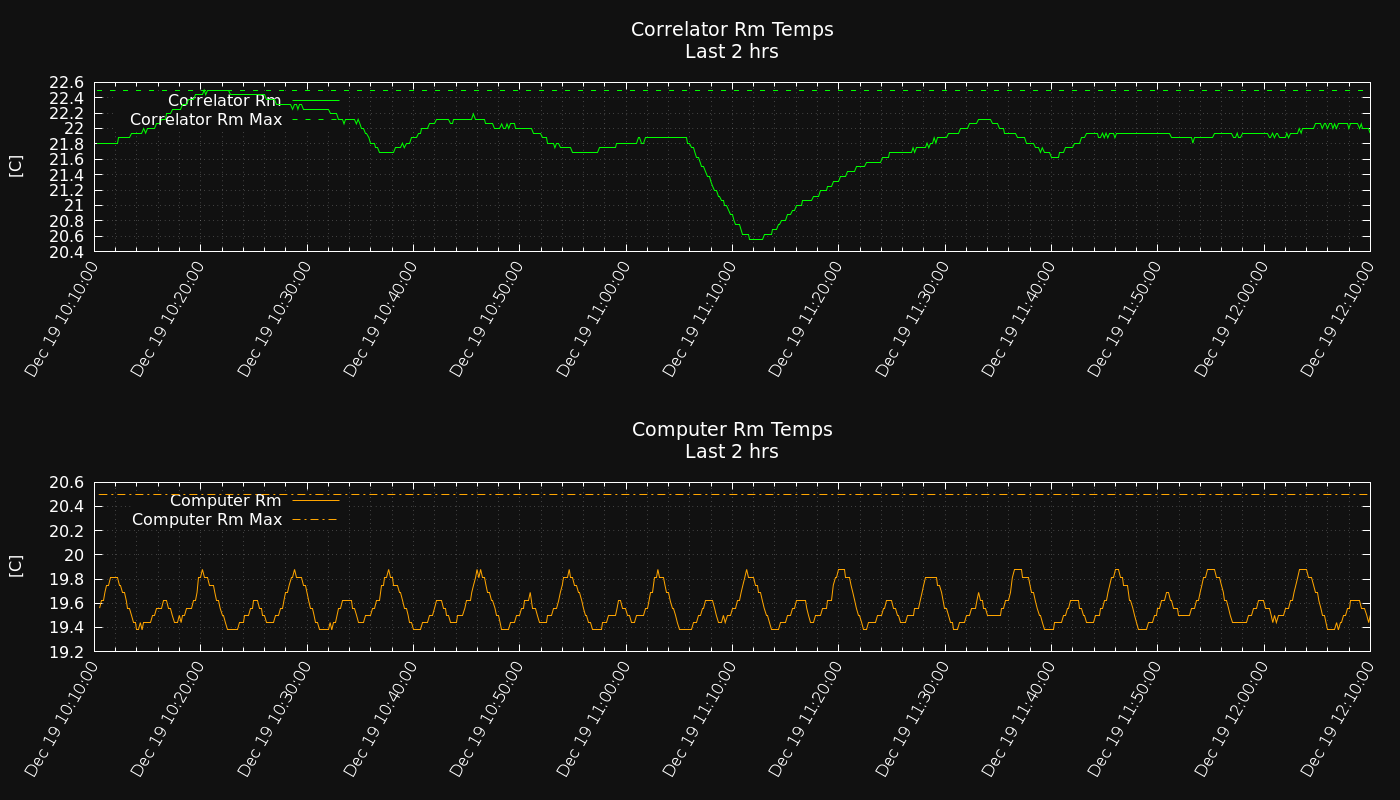 Correlator Rm Temps
Last 2 hrs
22.6
22.4
22.2
22
21.8
21.6
21.4
21.2
21
20.8
20.6
20.4
[C]
Correlator Rm
Correlator Rm Max
Dec 19 10:10:00
Dec 19 10:20:00
Dec 19 10:30:00
Dec 19 10:40:00
Dec 19 10:50:00
Dec 19 11:00:00
Dec 19 11:10:00
Dec 19 11:20:00
Dec 19 11:30:00
Dec 19 11:40:00
Dec 19 11:50:00
Dec 19 12:00:00
Dec 19 12:10:00
Computer Rm Temps
Last 2 hrs
20.6
20.4
20.2
20
19.8
19.6
19.4
19.2
[C]
Computer Rm
Computer Rm Max
Dec 19 10:10:00
Dec 19 10:20:00
Dec 19 10:30:00
Dec 19 10:40:00
Dec 19 10:50:00
Dec 19 11:00:00
Dec 19 11:10:00
Dec 19 11:20:00
Dec 19 11:30:00
Dec 19 11:40:00
Dec 19 11:50:00
Dec 19 12:00:00
Dec 19 12:10:00